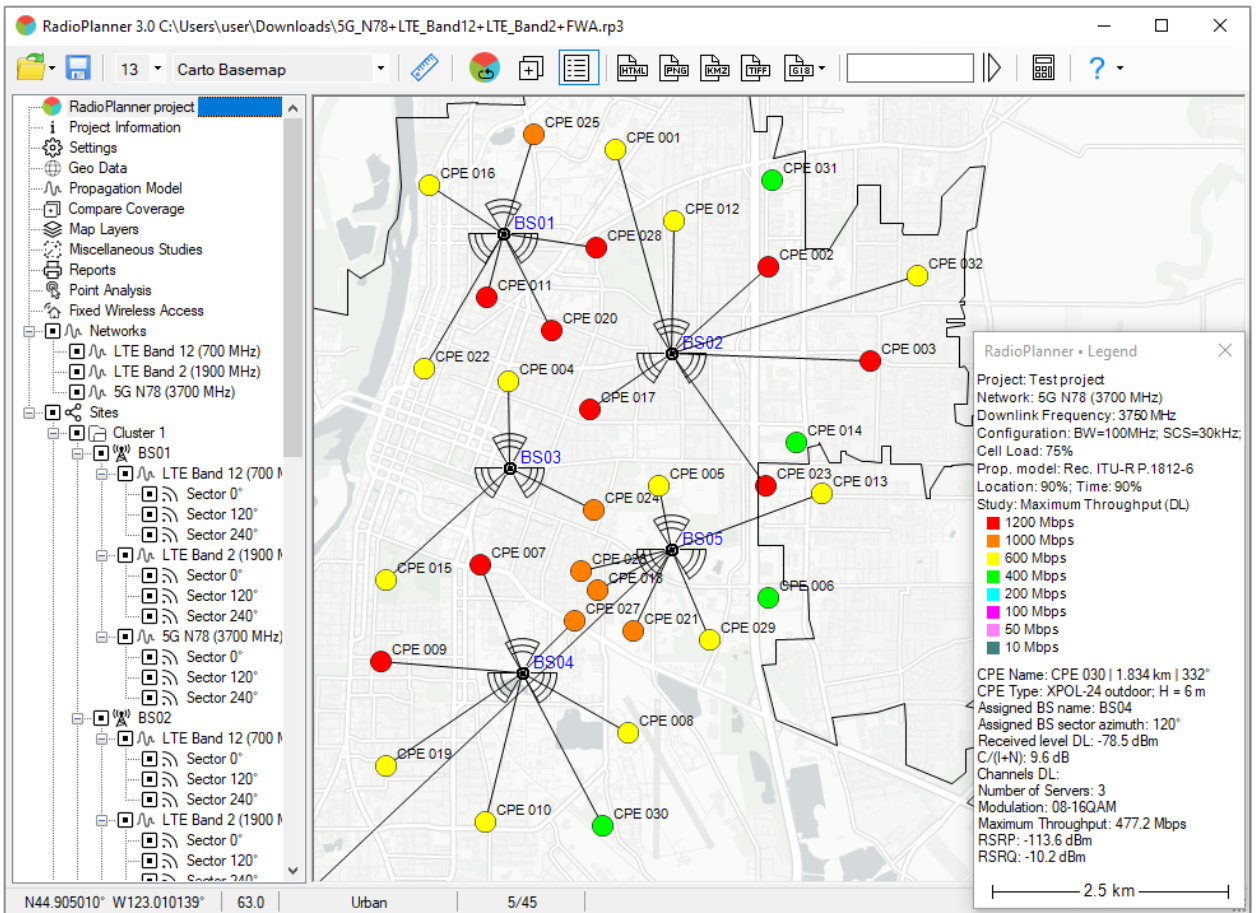 RadioPlanner 3.0 C:\Users\user\Downloads\5G_N78+LTE_Band12+LTE_Band2+FWA.rp3
13 Carto Basemap HTML PNG KMZ TIFF G|8 ?
RadioPlanner project
i Project Information
Settings
Geo Data
Propagation Model
Compare Coverage
Map Layers
Miscellaneous Studies
Reports
Point Analysis
Fixed Wireless Access
Networks
LTE Band 12 (700 MHz)
LTE Band 2 (1900 MHz)
5G N78 (3700 MHz)
Sites
Cluster 1
BS01
LTE Band 12 (700 M
Sector 0°
Sector 120°
Sector 240°
LTE Band 2 (1900 M
Sector 0°
Sector 120°
Sector 240°
5G N78 (3700 MHz)
Sector 0°
Sector 120°
Sector 240°
BS02
LTE Band 12 (700 M
Sector 0°
Sector 120°
Sector 240°
LTE Band 2 (1900 M
Sector 0°
Sector 120°
Sector 240°
CPE 025
CPE 001
CPE 031
CPE 016
CPE 012
BS01
CPE 028
CPE 002
CPE 032
CPE 011
CPE 020
BS02
CPE 003
CPE 022
CPE 004
CPE 017
CPE 014
BS03
CPE 005
CPE 023
CPE 013
CPE 024
BS05
CPE 007
CPE 015
CPE 018
CPE 006
CPE 027
CPE 021
CPE 029
CPE 009
BS04
CPE 008
CPE 019
CPE 010
CPE 030
RadioPlanner • Legend
Project: Test project
Network: 5G N78 (3700 MHz)
Downlink Frequency: 3750 MHz
Configuration: BW=100MHz; SCS=30kHz;
Cell Load: 75%
Prop. model: Rec. ITU-R P.1812-6
Location: 90%; Time: 90%
Study: Maximum Throughput (DL)
1200 Mbps
1000 Mbps
600 Mbps
400 Mbps
200 Mbps
100 Mbps
50 Mbps
10 Mbps
CPE Name: CPE 030 | 1.834 km | 332°
CPE Type: XPOL-24 outdoor; H = 6 m
Assigned BS name: BS04
Assigned BS sector azimuth: 120°
Received level DL: -78.5 dBm
C/(I+N): 9.6 dB
Channels DL:
Number of Servers: 3
Modulation: 08-16QAM
Maximum Throughput: 477.2 Mbps
RSRP: -113.6 dBm
RSRQ: -10.2 dBm
2.5 km
N44.905010° W123.010139° 63.0 Urban 5/45